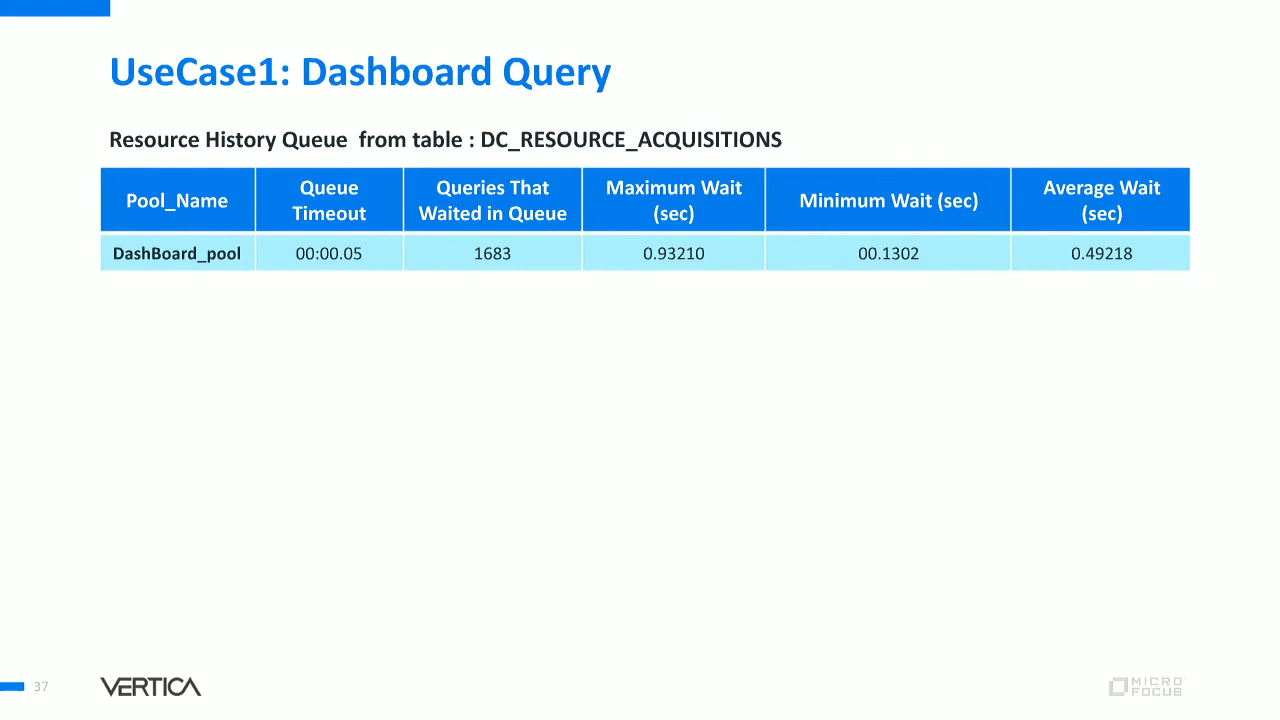 UseCase1: Dashboard Query
Resource History Queue from table : DC_RESOURCE_ACQUISITIONS
Pool_Name
Queue
Timeout
Queries That
Waited in Queue
Maximum Wait
(sec)
Minimum Wait (sec)
Average Wait
(sec)
DashBoard_pool
00:00.05
1683
0.93210
00.1302
0.49218
37
VERTICA
MICRO
FOCUS